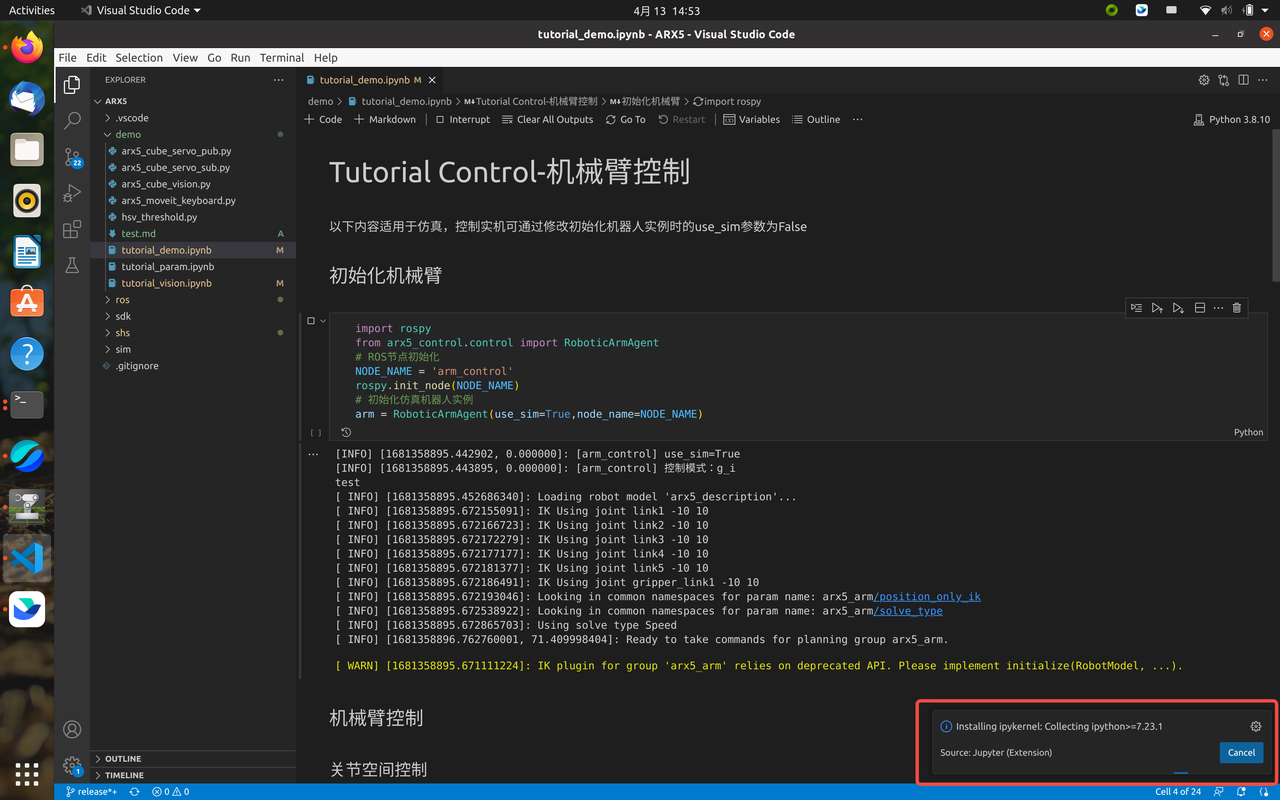 Activities
Visual Studio Code
4月 13 14:53
tutorial_demo.ipynb - ARX5 - Visual Studio Code
File Edit Selection View Go Run Terminal Help
EXPLORER
ARX5
.vscode
demo
arx5_cube_servo_pub.py
arx5_cube_servo_sub.py
arx5_cube_vision.py
arx5_moveit_keyboard.py
hsv_threshold.py
test.md A
tutorial_demo.ipynb M
tutorial_param.ipynb
tutorial_vision.ipynb M
ros
sdk
shs
sim
.gitignore
OUTLINE
TIMELINE
22
1
tutorial_demo.ipynb M
demo > tutorial_demo.ipynb > M↓Tutorial Control-机械臂控制 > M↓初始化机械臂 > import rospy
+ Code + Markdown Interrupt Clear All Outputs Go To Restart Variables Outline ... Python 3.8.10
Tutorial Control-机械臂控制
以下内容适用于仿真，控制实机可通过修改初始化机器人实例时的use_sim参数为False
初始化机械臂
import rospy
from arx5_control.control import RoboticArmAgent
# ROS节点初始化
NODE_NAME = 'arm_control'
rospy.init_node(NODE_NAME)
# 初始化仿真机器人实例
arm = RoboticArmAgent(use_sim=True,node_name=NODE_NAME)
[ ]
Python
[INFO] [1681358895.442902, 0.000000]: [arm_control] use_sim=True
[INFO] [1681358895.443895, 0.000000]: [arm_control] 控制模式：g_i
test
[ INFO] [1681358895.452686340]: Loading robot model 'arx5_description'...
[ INFO] [1681358895.672155091]: IK Using joint link1 -10 10
[ INFO] [1681358895.672166723]: IK Using joint link2 -10 10
[ INFO] [1681358895.672172279]: IK Using joint link3 -10 10
[ INFO] [1681358895.672177177]: IK Using joint link4 -10 10
[ INFO] [1681358895.672181377]: IK Using joint link5 -10 10
[ INFO] [1681358895.672186491]: IK Using joint gripper_link1 -10 10
[ INFO] [1681358895.672193046]: Looking in common namespaces for param name: arx5_arm/position_only_ik
[ INFO] [1681358895.672538922]: Looking in common namespaces for param name: arx5_arm/solve_type
[ INFO] [1681358895.672865703]: Using solve type Speed
[ INFO] [1681358896.762760001, 71.409998404]: Ready to take commands for planning group arx5_arm.
[ WARN] [1681358895.671111224]: IK plugin for group 'arx5_arm' relies on deprecated API. Please implement initialize(RobotModel, ...).
机械臂控制
关节空间控制
Installing ipykernel: Collecting ipython>=7.23.1
Source: Jupyter (Extension)
Cancel
release*+ 0 0 Cell 4 of 24